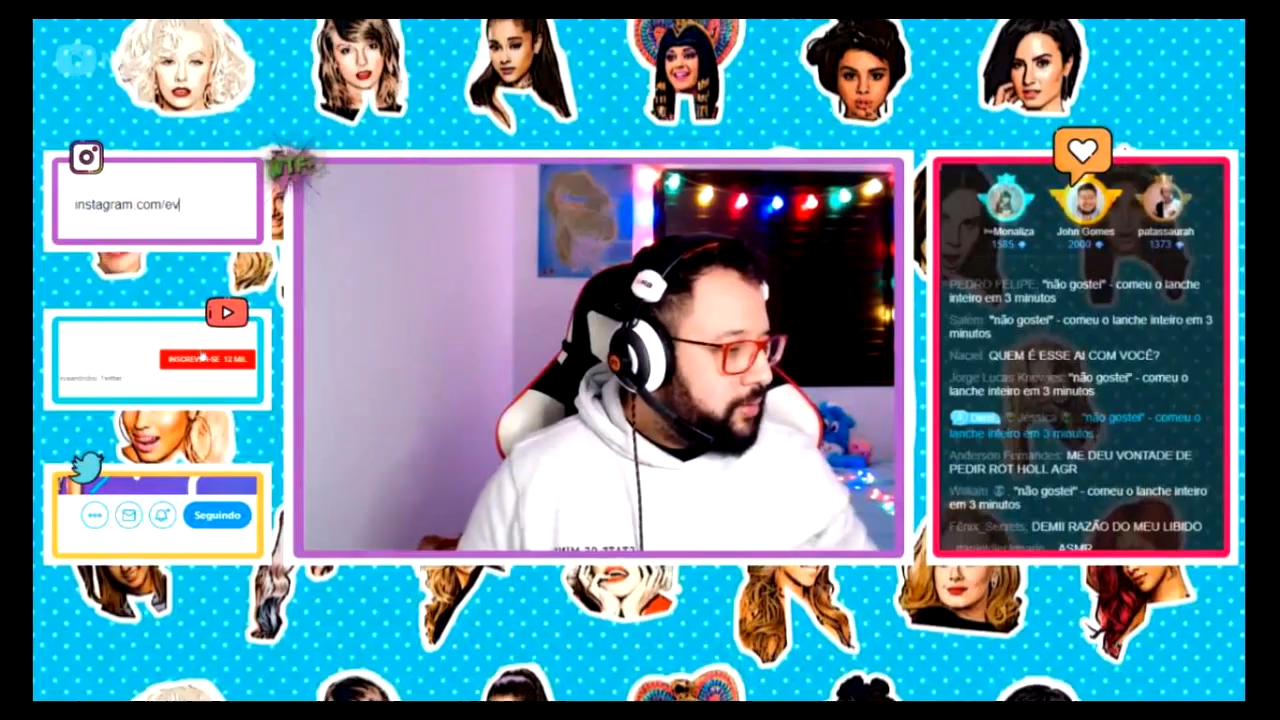 WTF
instagram.com/ev
INSCREVER-SE 12 MIL
Twitter
Seguindo
Monaliza
John Gomes
patassaurah
1585
2000
1373
PEDRO FELIPE: "não gostei" - comeu o lanche
inteiro em 3 minutos
"não gostei" - comeu o lanche inteiro em 3
minutos
Naciel: QUEM É ESSE AI COM VOCÊ?
Jorge Lucas "não gostei" - comeu o
lanche inteiro em 3 minutos
Jéssica "não gostei" - comeu o
lanche inteiro em 3 minutos
Anderson Fernandes: ME DEU VONTADE DE
PEDIR ROT HOLL AGR
William "não gostei" - comeu o lanche inteiro
em 3 minutos
Fênix_Secrets: DEMII RAZÃO DO MEU LIBIDO
ASMR